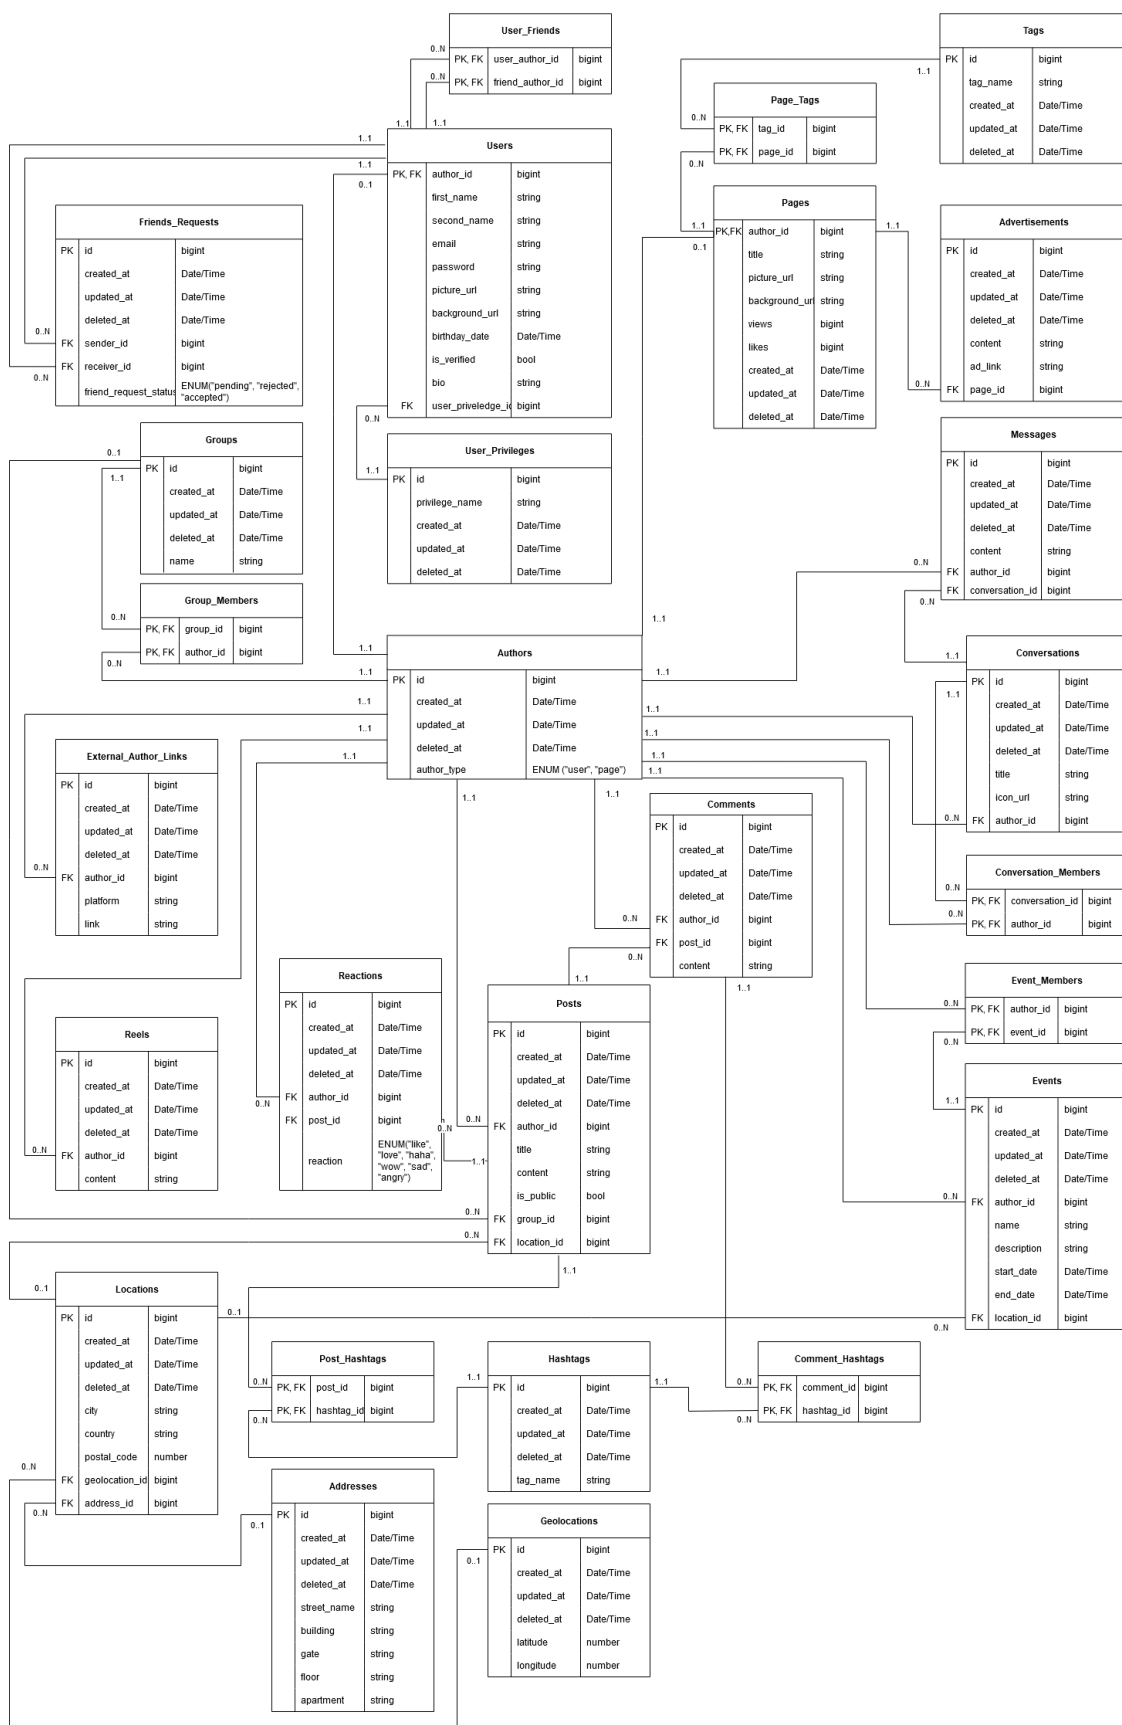 User_Friends
PK, FK user_author_id bigint
PK, FK friend_author_id bigint
0..N
0..N
1..1
1..1
Tags
PK id bigint
tag_name string
created_at Date/Time
updated_at Date/Time
deleted_at Date/Time
1..1
Page_Tags
PK, FK tag_id bigint
PK, FK page_id bigint
0..N
0..N
Users
PK, FK author_id bigint
first_name string
second_name string
email string
password string
picture_url string
background_url string
birthday_date Date/Time
is_verified bool
bio string
FK user_priveledge_id bigint
1..1
1..1
0..1
0..N
Pages
PK,FK author_id bigint
title string
picture_url string
background_url string
views bigint
likes bigint
created_at Date/Time
updated_at Date/Time
deleted_at Date/Time
1..1
0..1
1..1
Friends_Requests
PK id bigint
created_at Date/Time
updated_at Date/Time
deleted_at Date/Time
FK sender_id bigint
FK receiver_id bigint
friend_request_status ENUM("pending", "rejected",
"accepted")
0..N
0..N
Advertisements
PK id bigint
created_at Date/Time
updated_at Date/Time
deleted_at Date/Time
content string
ad_link string
FK page_id bigint
0..N
Groups
PK id bigint
created_at Date/Time
updated_at Date/Time
deleted_at Date/Time
name string
0..1
1..1
User_Privileges
PK id bigint
privilege_name string
created_at Date/Time
updated_at Date/Time
deleted_at Date/Time
1..1
Messages
PK id bigint
created_at Date/Time
updated_at Date/Time
deleted_at Date/Time
content string
FK author_id bigint
FK conversation_id bigint
0..N
0..N
Group_Members
PK, FK group_id bigint
PK, FK author_id bigint
0..N
0..N
Authors
PK id bigint
created_at Date/Time
updated_at Date/Time
deleted_at Date/Time
author_type ENUM ("user", "page")
1..1
1..1
1..1
1..1
1..1
1..1
1..1
1..1
1..1
1..1
1..1
1..1
1..1
Conversations
PK id bigint
created_at Date/Time
updated_at Date/Time
deleted_at Date/Time
title string
icon_url string
FK author_id bigint
1..1
1..1
0..N
External_Author_Links
PK id bigint
created_at Date/Time
updated_at Date/Time
deleted_at Date/Time
FK author_id bigint
platform string
link string
0..N
Comments
PK id bigint
created_at Date/Time
updated_at Date/Time
deleted_at Date/Time
FK author_id bigint
FK post_id bigint
content string
0..N
0..N
1..1
Conversation_Members
PK, FK conversation_id bigint
PK, FK author_id bigint
0..N
0..N
Reactions
PK id bigint
created_at Date/Time
updated_at Date/Time
deleted_at Date/Time
FK author_id bigint
FK post_id bigint
reaction ENUM("like",
"love", "haha",
"wow", "sad",
"angry")
0..N
0..N
Posts
PK id bigint
created_at Date/Time
updated_at Date/Time
deleted_at Date/Time
FK author_id bigint
title string
content string
is_public bool
FK group_id bigint
FK location_id bigint
1..1
0..N
1..1
0..N
0..N
1..1
Event_Members
PK, FK author_id bigint
PK, FK event_id bigint
0..N
0..N
Reels
PK id bigint
created_at Date/Time
updated_at Date/Time
deleted_at Date/Time
FK author_id bigint
content string
0..N
Events
PK id bigint
created_at Date/Time
updated_at Date/Time
deleted_at Date/Time
FK author_id bigint
name string
description string
start_date Date/Time
end_date Date/Time
FK location_id bigint
1..1
0..N
0..N
Locations
PK id bigint
created_at Date/Time
updated_at Date/Time
deleted_at Date/Time
city string
country string
postal_code number
FK geolocation_id bigint
FK address_id bigint
0..1
0..1
0..N
0..N
Post_Hashtags
PK, FK post_id bigint
PK, FK hashtag_id bigint
0..N
0..N
Hashtags
PK id bigint
created_at Date/Time
updated_at Date/Time
deleted_at Date/Time
tag_name string
1..1
1..1
Comment_Hashtags
PK, FK comment_id bigint
PK, FK hashtag_id bigint
0..N
0..N
Addresses
PK id bigint
created_at Date/Time
updated_at Date/Time
deleted_at Date/Time
street_name string
building string
gate string
floor string
apartment string
0..1
Geolocations
PK id bigint
created_at Date/Time
updated_at Date/Time
deleted_at Date/Time
latitude number
longitude number
0..1